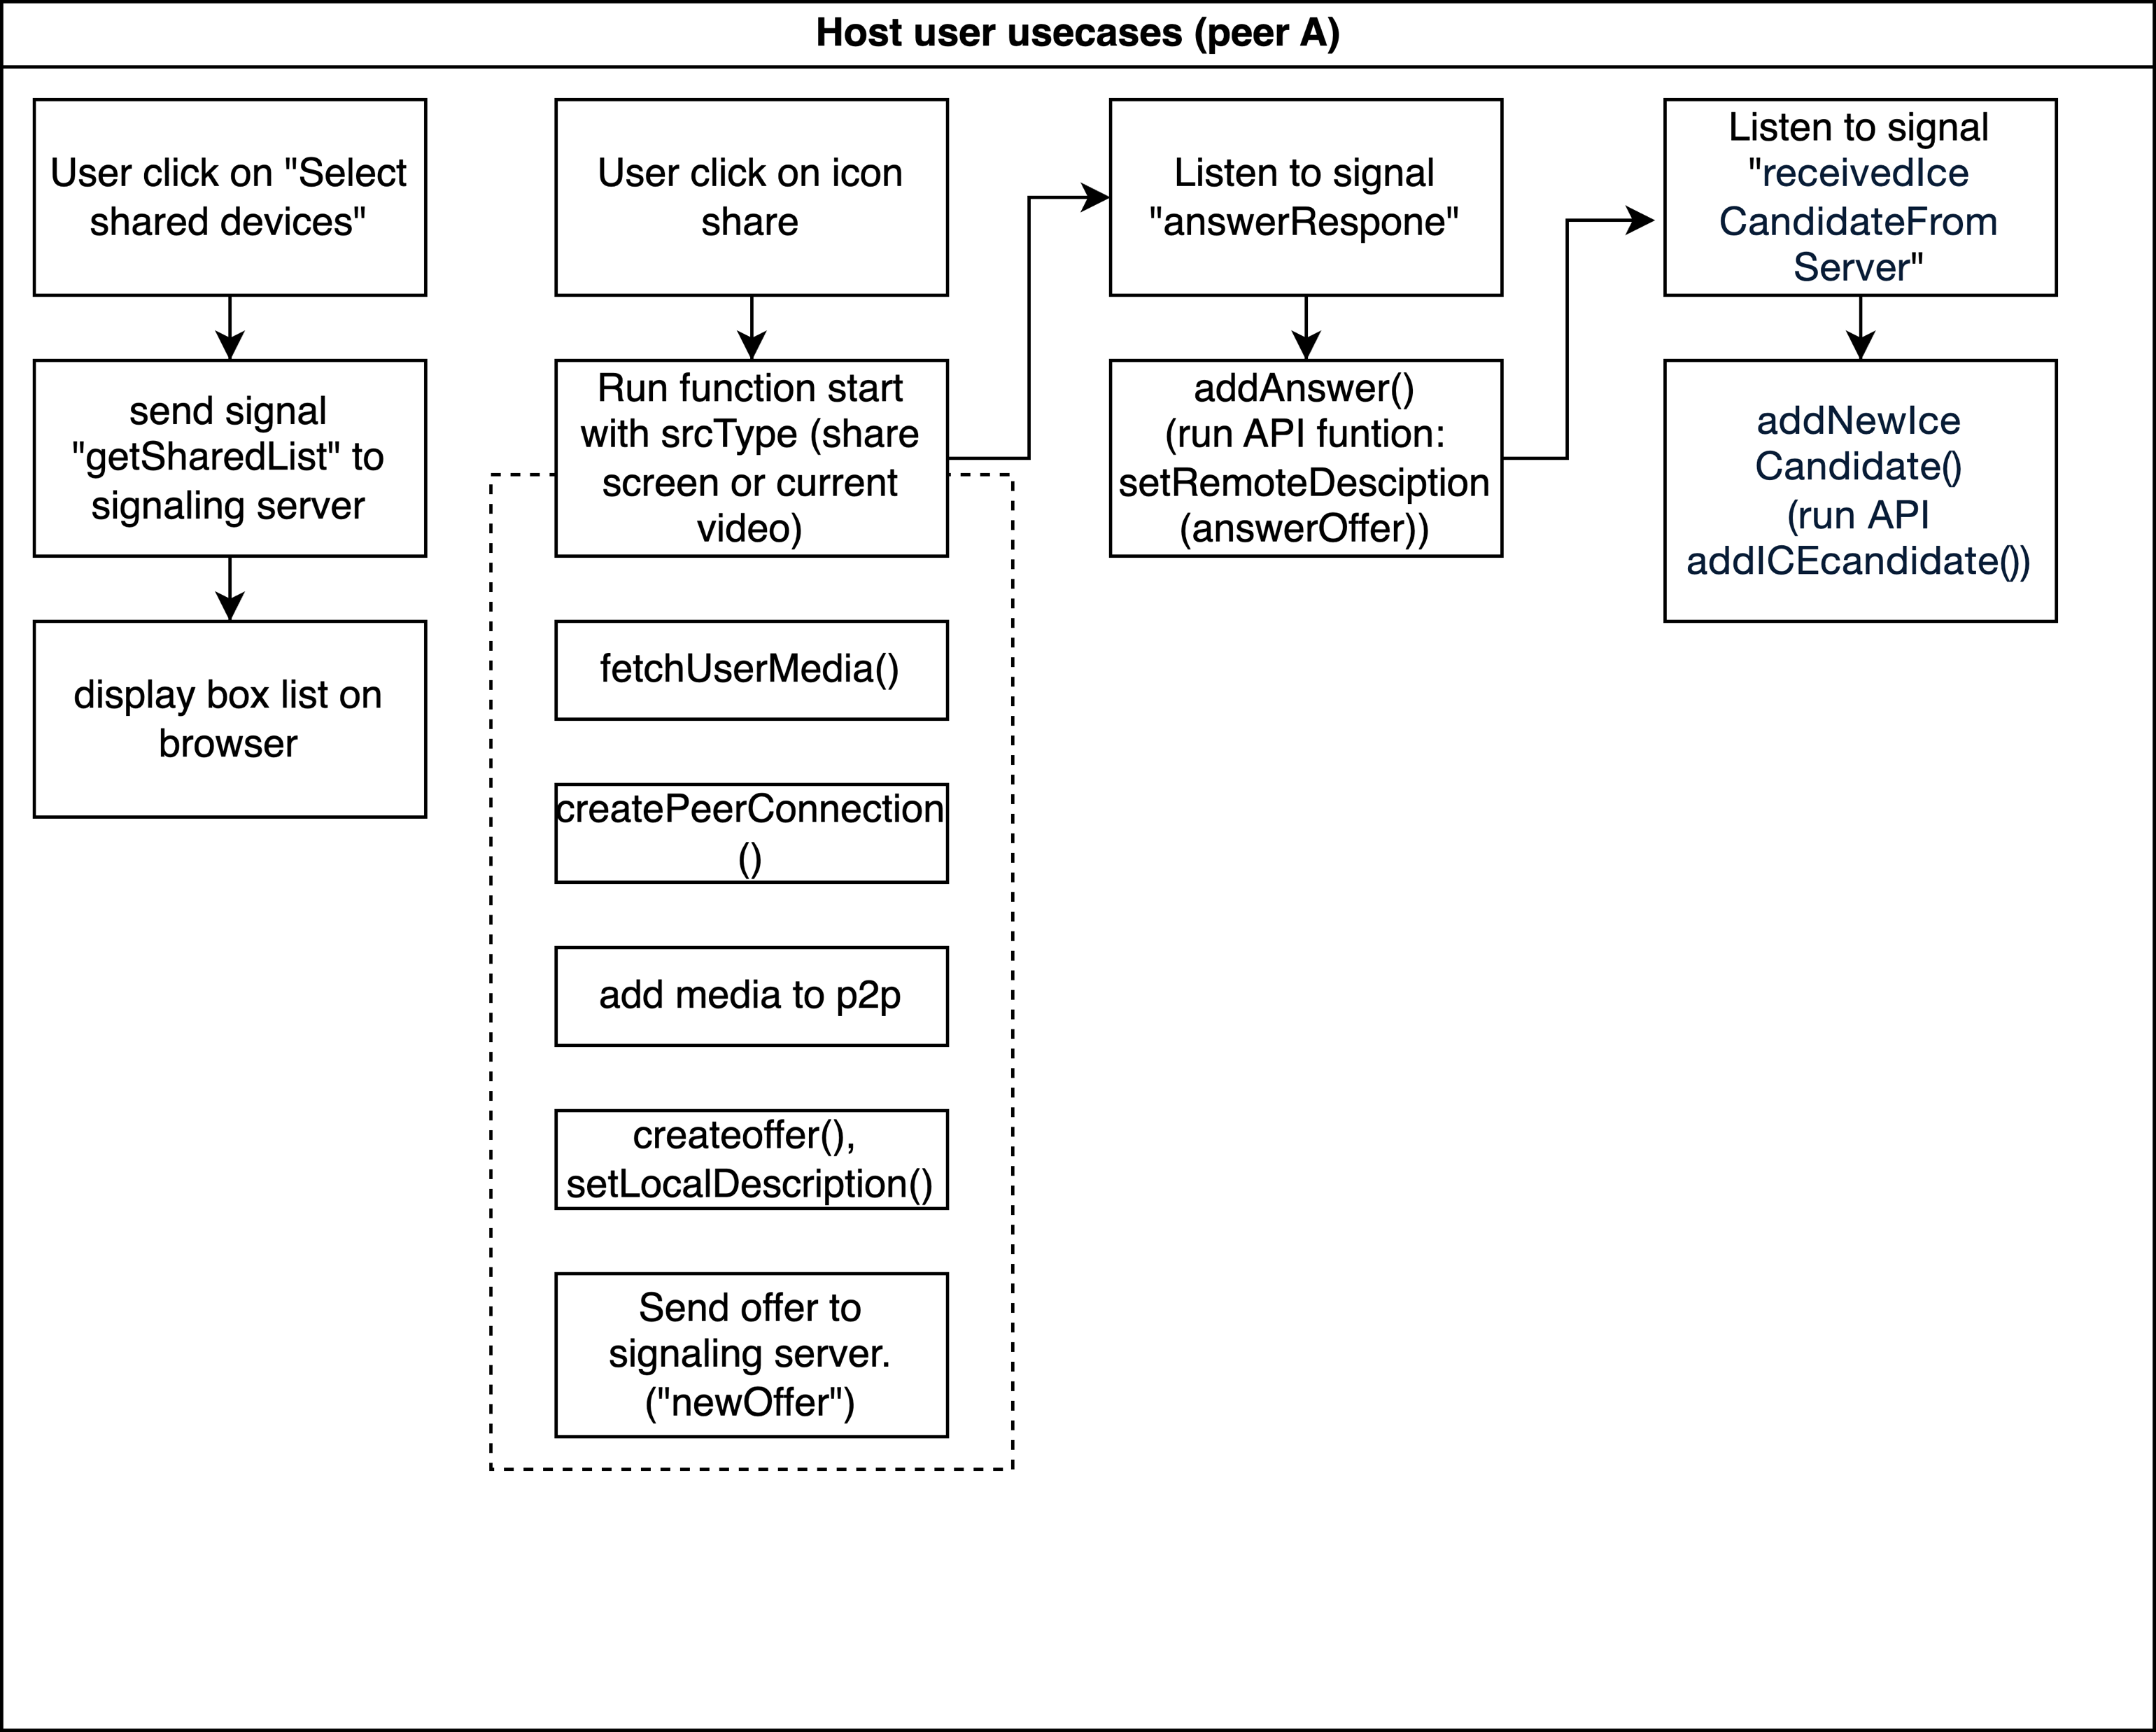 Host user usecases (peer A)
User click on "Select
shared devices"
send signal
"getSharedList" to
signaling server
display box list on
browser
User click on icon
share
Run function start
with srcType (share
screen or current
video)
fetchUserMedia()
createPeerConnection
()
add media to p2p
createoffer(),
setLocalDescription()
Send offer to
signaling server.
("newOffer")
Listen to signal
"answerRespone"
addAnswer()
(run API funtion:
setRemoteDesciption
(answerOffer))
Listen to signal
"receivedIce
CandidateFrom
Server"
addNewIce
Candidate()
(run API
addICEcandidate())